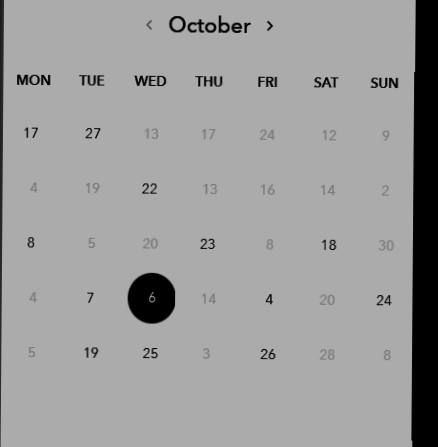 ‹ October ›
MON TUE WED THU FRI SAT SUN
17 27 13 17 24 12 9
4 19 22 13 16 14 2
8 5 20 23 8 18 30
4 7 6 14 4 20 24
5 19 25 3 26 28 8